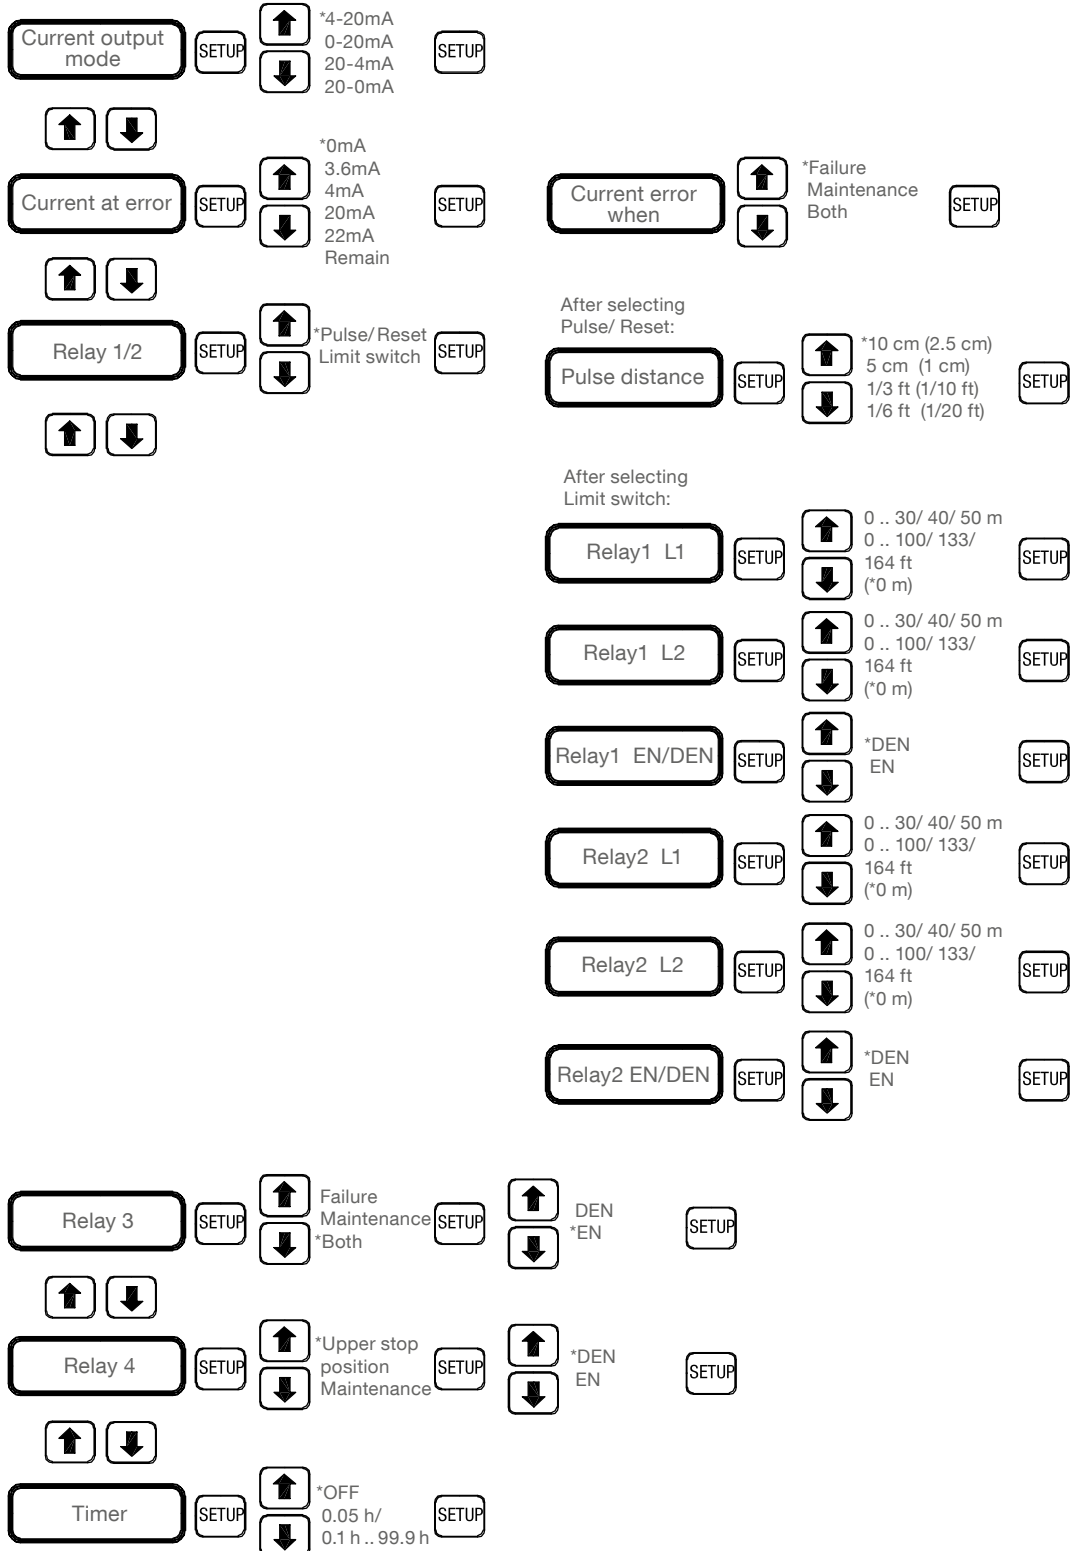 Current output
mode
SETUP
*4-20mA
0-20mA
20-4mA
20-0mA
SETUP
Current at error
SETUP
*0mA
3.6mA
4mA
20mA
22mA
Remain
SETUP
Current error
when
*Failure
Maintenance
Both
SETUP
Relay 1/2
SETUP
*Pulse/ Reset
Limit switch
SETUP
After selecting
Pulse/ Reset:
Pulse distance
SETUP
*10 cm (2.5 cm)
5 cm (1 cm)
1/3 ft (1/10 ft)
1/6 ft (1/20 ft)
SETUP
After selecting
Limit switch:
Relay1 L1
SETUP
0 .. 30/ 40/ 50 m
0 .. 100/ 133/
164 ft
(*0 m)
SETUP
Relay1 L2
SETUP
0 .. 30/ 40/ 50 m
0 .. 100/ 133/
164 ft
(*0 m)
SETUP
Relay1 EN/DEN
SETUP
*DEN
EN
SETUP
Relay2 L1
SETUP
0 .. 30/ 40/ 50 m
0 .. 100/ 133/
164 ft
(*0 m)
SETUP
Relay2 L2
SETUP
0 .. 30/ 40/ 50 m
0 .. 100/ 133/
164 ft
(*0 m)
SETUP
Relay2 EN/DEN
SETUP
*DEN
EN
SETUP
Relay 3
SETUP
Failure
Maintenance
*Both
SETUP
DEN
*EN
SETUP
Relay 4
SETUP
*Upper stop
position
Maintenance
SETUP
*DEN
EN
SETUP
Timer
SETUP
*OFF
0.05 h/
0.1 h .. 99.9 h
SETUP